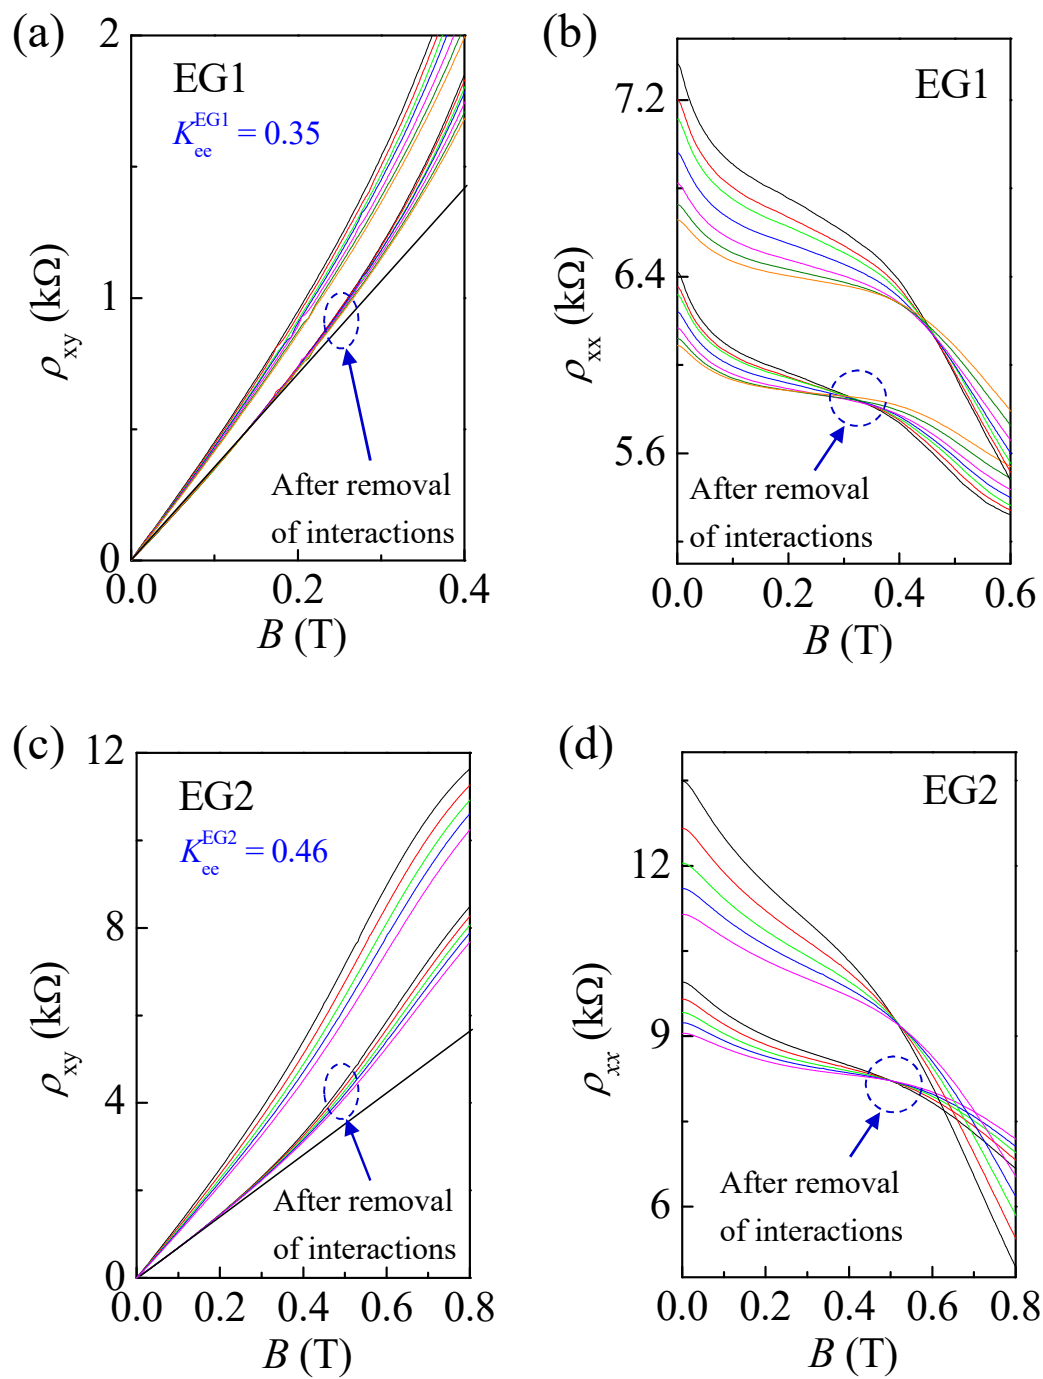 (a)
2
1
0
ρxy (kΩ)
EG1
K_ee^EG1 = 0.35
After removal
of interactions
0.0 0.2 0.4
B (T)
(b)
7.2
6.4
5.6
ρxx (kΩ)
EG1
After removal
of interactions
0.0 0.2 0.4 0.6
B (T)
(c)
12
8
4
0
ρxy (kΩ)
EG2
K_ee^EG2 = 0.46
After removal
of interactions
0.0 0.2 0.4 0.6 0.8
B (T)
(d)
12
9
6
ρxx (kΩ)
EG2
After removal
of interactions
0.0 0.2 0.4 0.6 0.8
B (T)